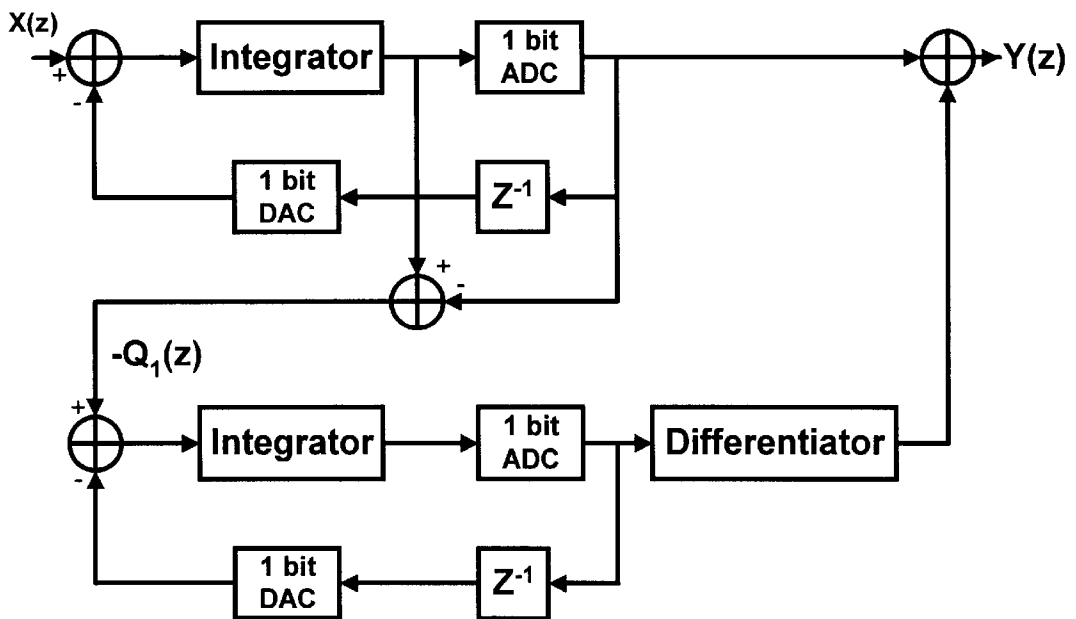 X(z)
+
-
Integrator
1 bit
ADC
Y(z)
1 bit
DAC
Z⁻¹
+
-
-Q₁(z)
+
-
Integrator
1 bit
ADC
Differentiator
1 bit
DAC
Z⁻¹